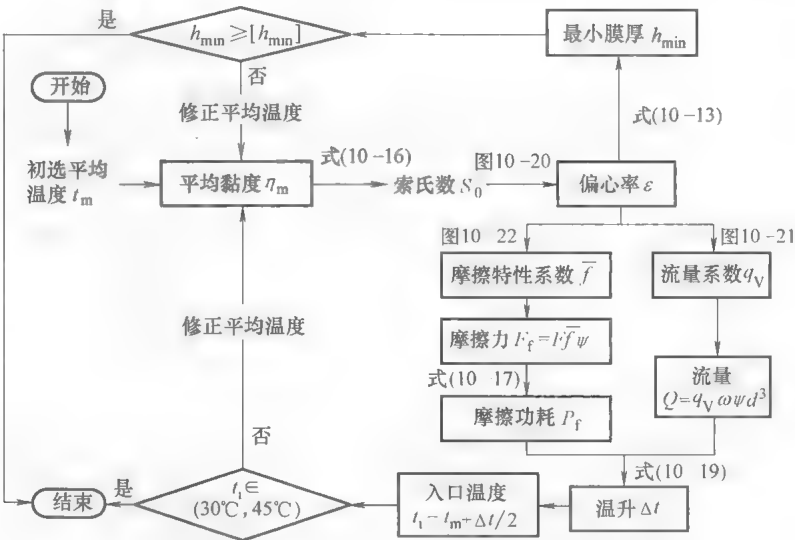 是
h_min ≥ [h_min]
最小膜厚 h_min
否
开始
修正平均温度
式(10-13)
式(10-16)
图10-20
初选平均
温度 t_m
平均黏度 η_m
索氏数 S_0
偏心率 ε
图10 22
图10-21
摩擦特性系数 f̅
流量系数 q_V
修正平均温度
摩擦力 F_f = F f̅ ψ
式(10 17)
流量
Q = q_V ωψd³
摩擦功耗 P_f
否
式(10 19)
是
t_1 ∈
(30℃, 45℃)
入口温度
t_1 - t_m + Δt/2
温升 Δt
结束